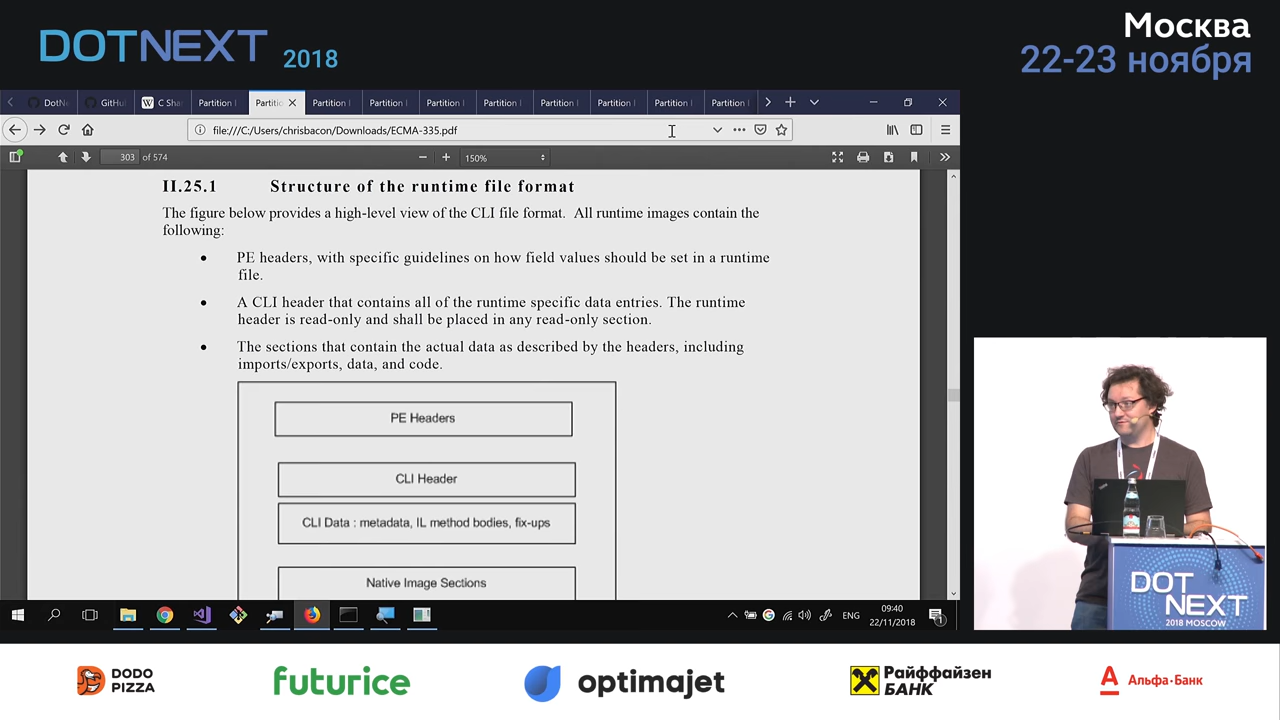 DOTNEXT 2018
Москва
22-23 ноября
DotNe
GitHu
C Sha
Partition
Partitic
Partition
Partition
Partition
Partition
Partition
Partition
Partition
Partition
file:///C:/Users/chrisbacon/Downloads/ECMA-335.pdf
303 of 574
150%
II.25.1 Structure of the runtime file format
The figure below provides a high-level view of the CLI file format. All runtime images contain the
following:
• PE headers, with specific guidelines on how field values should be set in a runtime
file.
• A CLI header that contains all of the runtime specific data entries. The runtime
header is read-only and shall be placed in any read-only section.
• The sections that contain the actual data as described by the headers, including
imports/exports, data, and code.
PE Headers
CLI Header
CLI Data : metadata, IL method bodies, fix-ups
Native Image Sections
ENG
09:40
22/11/2018
DOT
NEXT
2018 MOSCOW
DODO
PIZZA
futurice
optimajet
Райффайзен
БАНК
Альфа·Банк